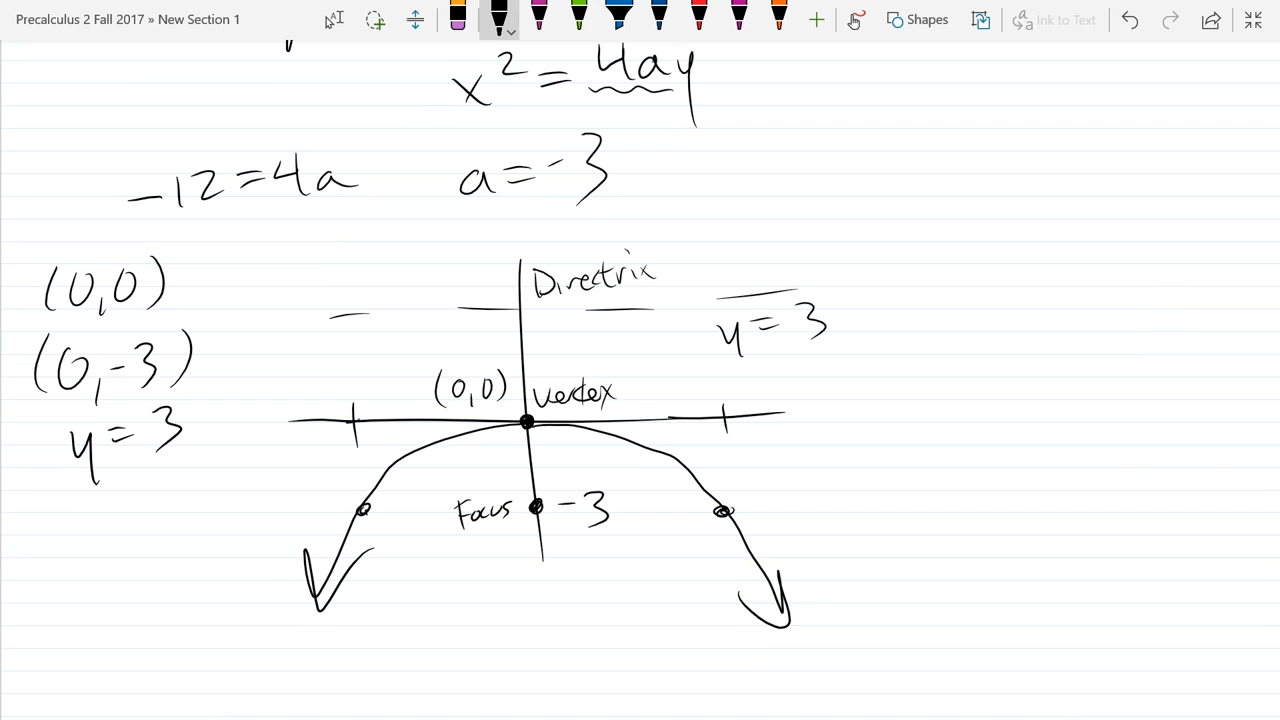 Precalculus 2 Fall 2017 » New Section 1
Shapes
Ink to Text
x² = 4ay
-12 = 4a
a = -3
(0,0)
(0,-3)
y = 3
Directrix
y = 3
(0,0)
Vertex
Focus
-3